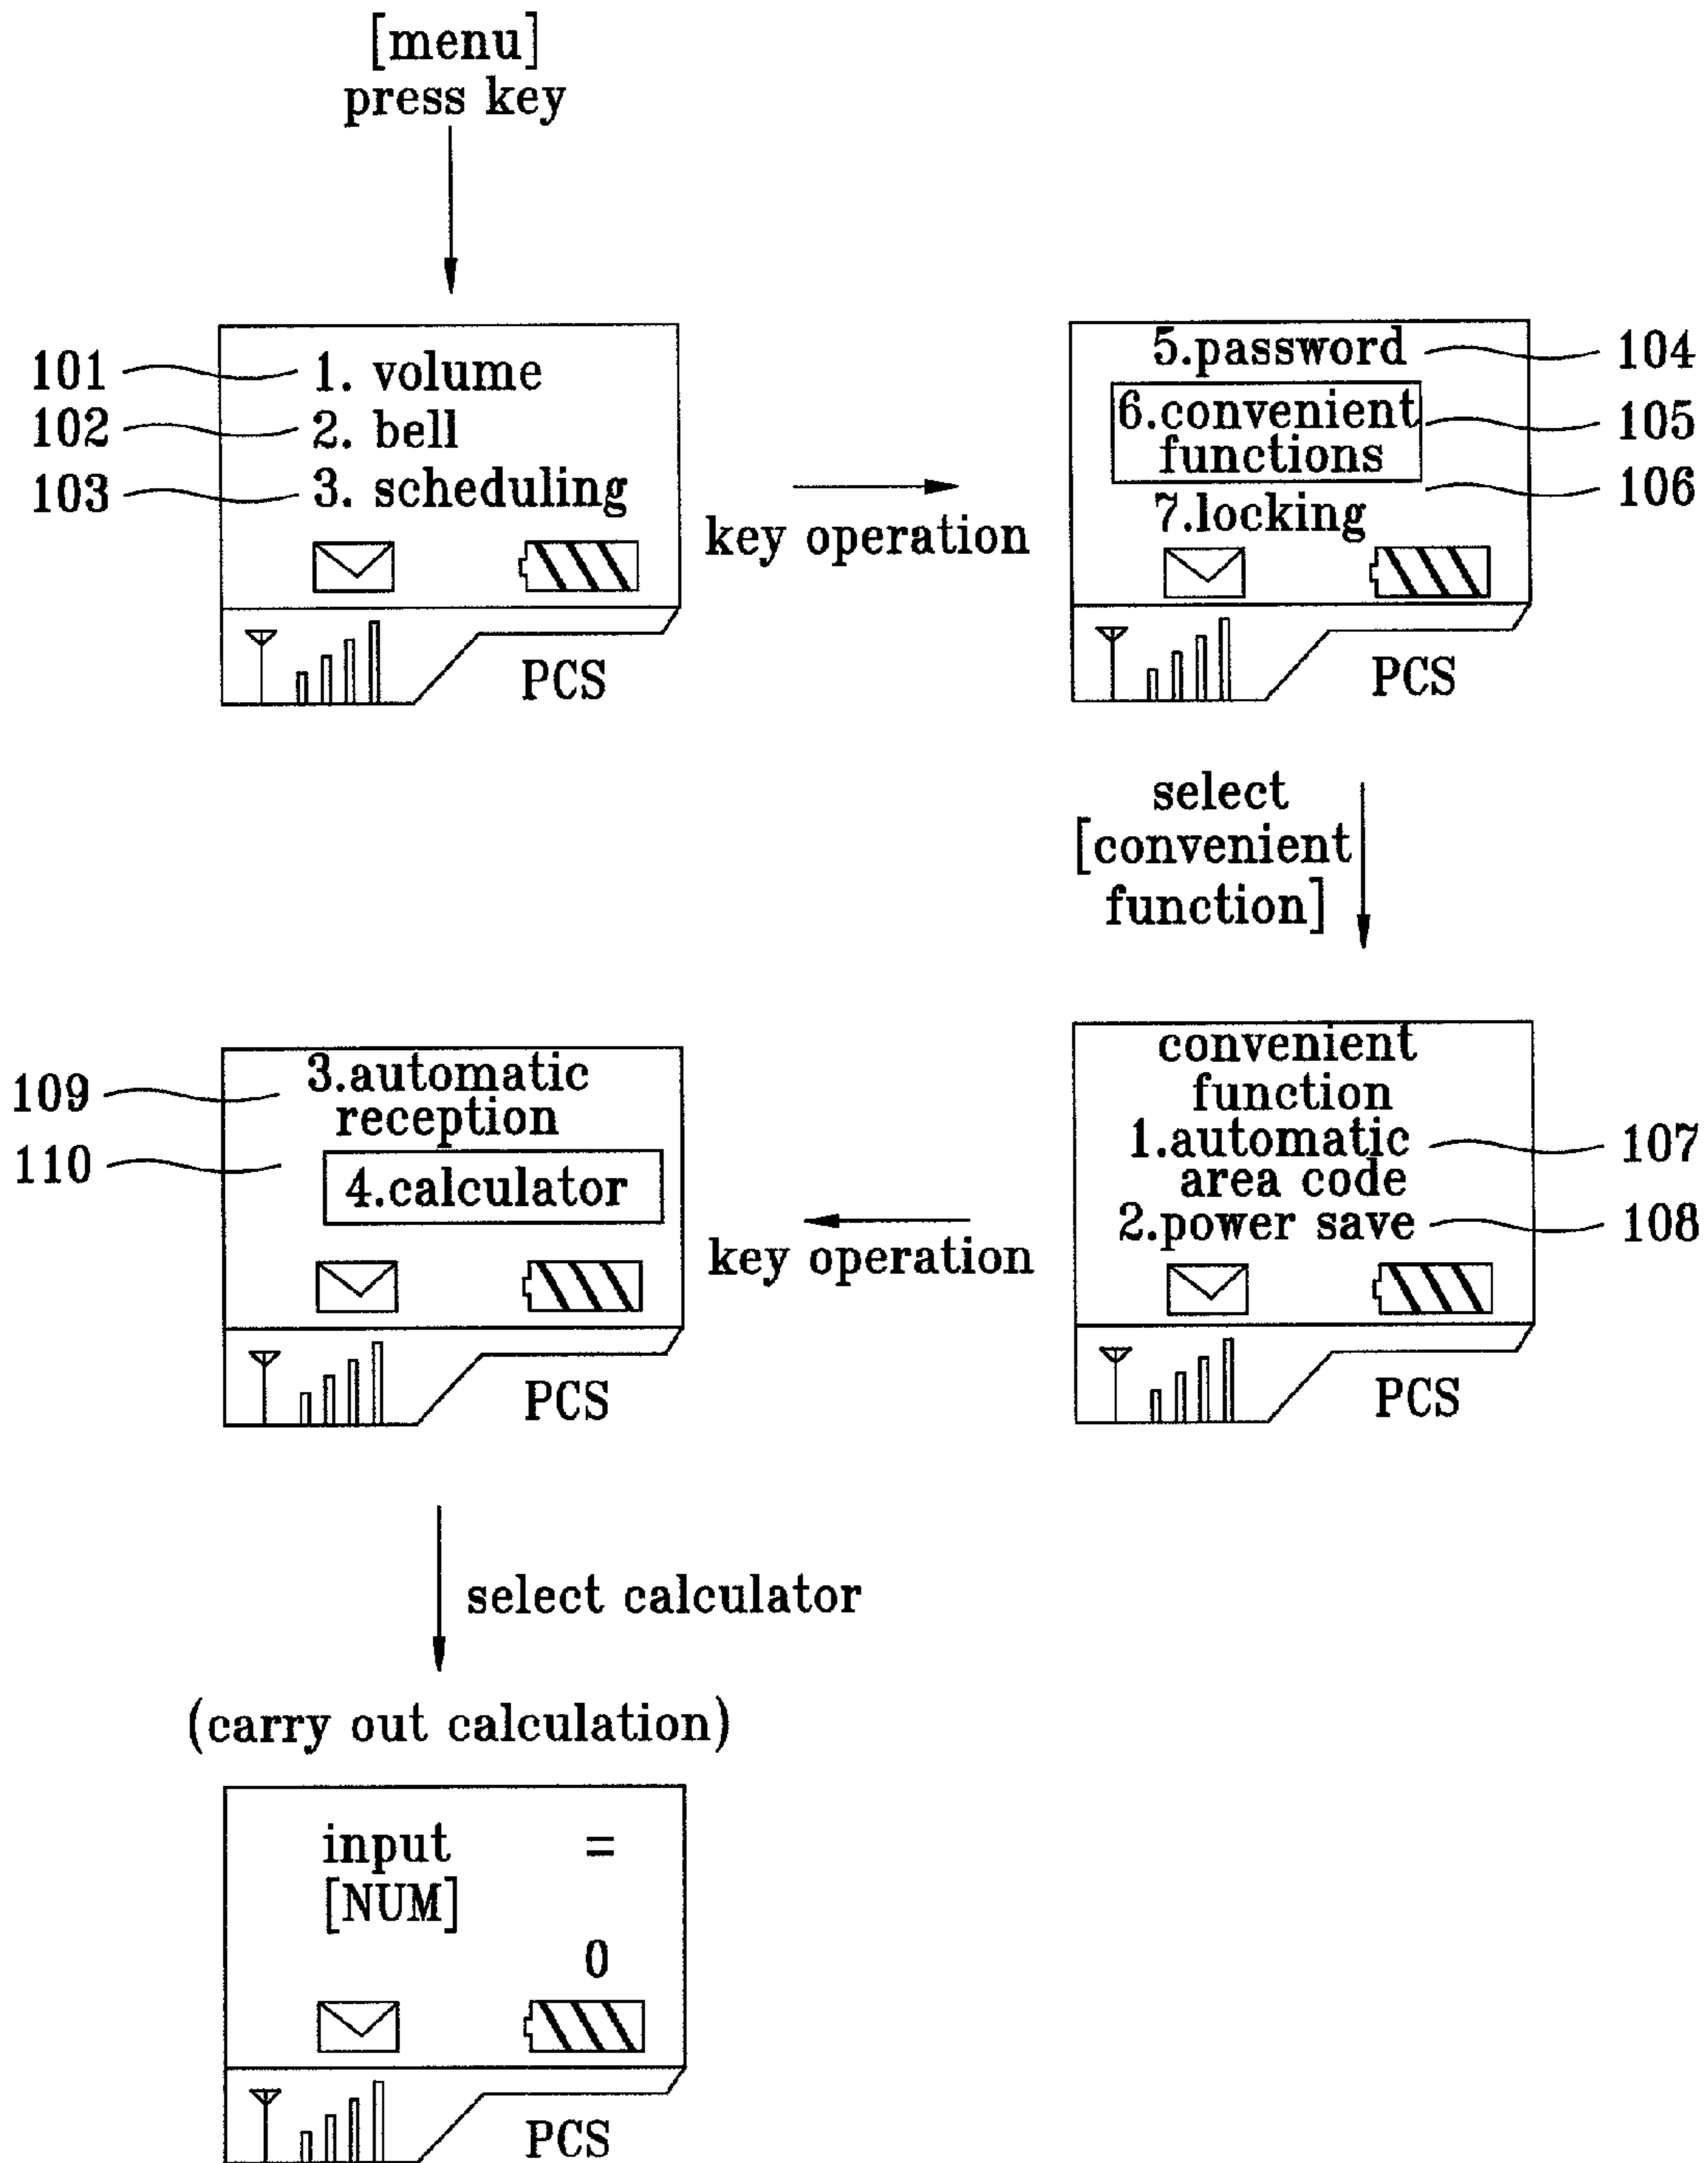 [menu]
press key
101
1. volume
102
2. bell
103
3. scheduling
PCS
key operation
5.password
104
6.convenient
functions
105
106
7.locking
PCS
select
[convenient
function]
convenient
function
1.automatic
area code
107
2.power save
108
PCS
key operation
109
3.automatic
reception
110
4.calculator
PCS
select calculator
(carry out calculation)
input =
[NUM]
0
PCS